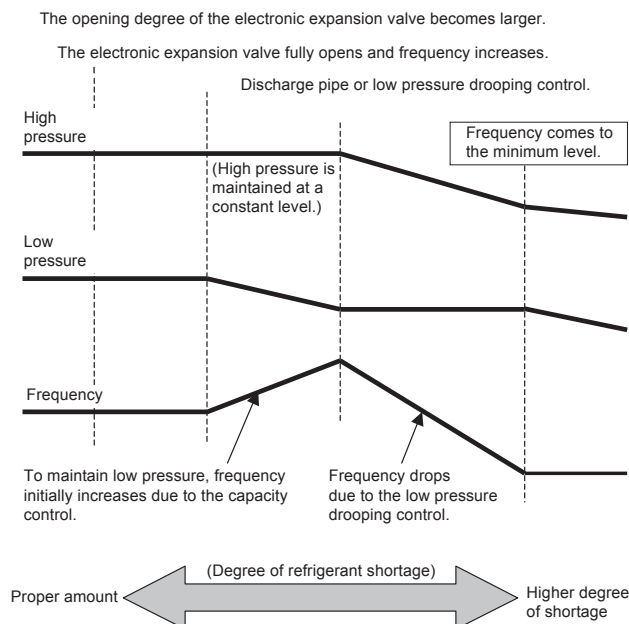 The opening degree of the electronic expansion valve becomes larger.
The electronic expansion valve fully opens and frequency increases.
Discharge pipe or low pressure drooping control.
High
pressure
Frequency comes to
the minimum level.
(High pressure is
maintained at a
constant level.)
Low
pressure
Frequency
To maintain low pressure, frequency
initially increases due to the capacity
control.
Frequency drops
due to the low pressure
drooping control.
(Degree of refrigerant shortage)
Proper amount
Higher degree
of shortage